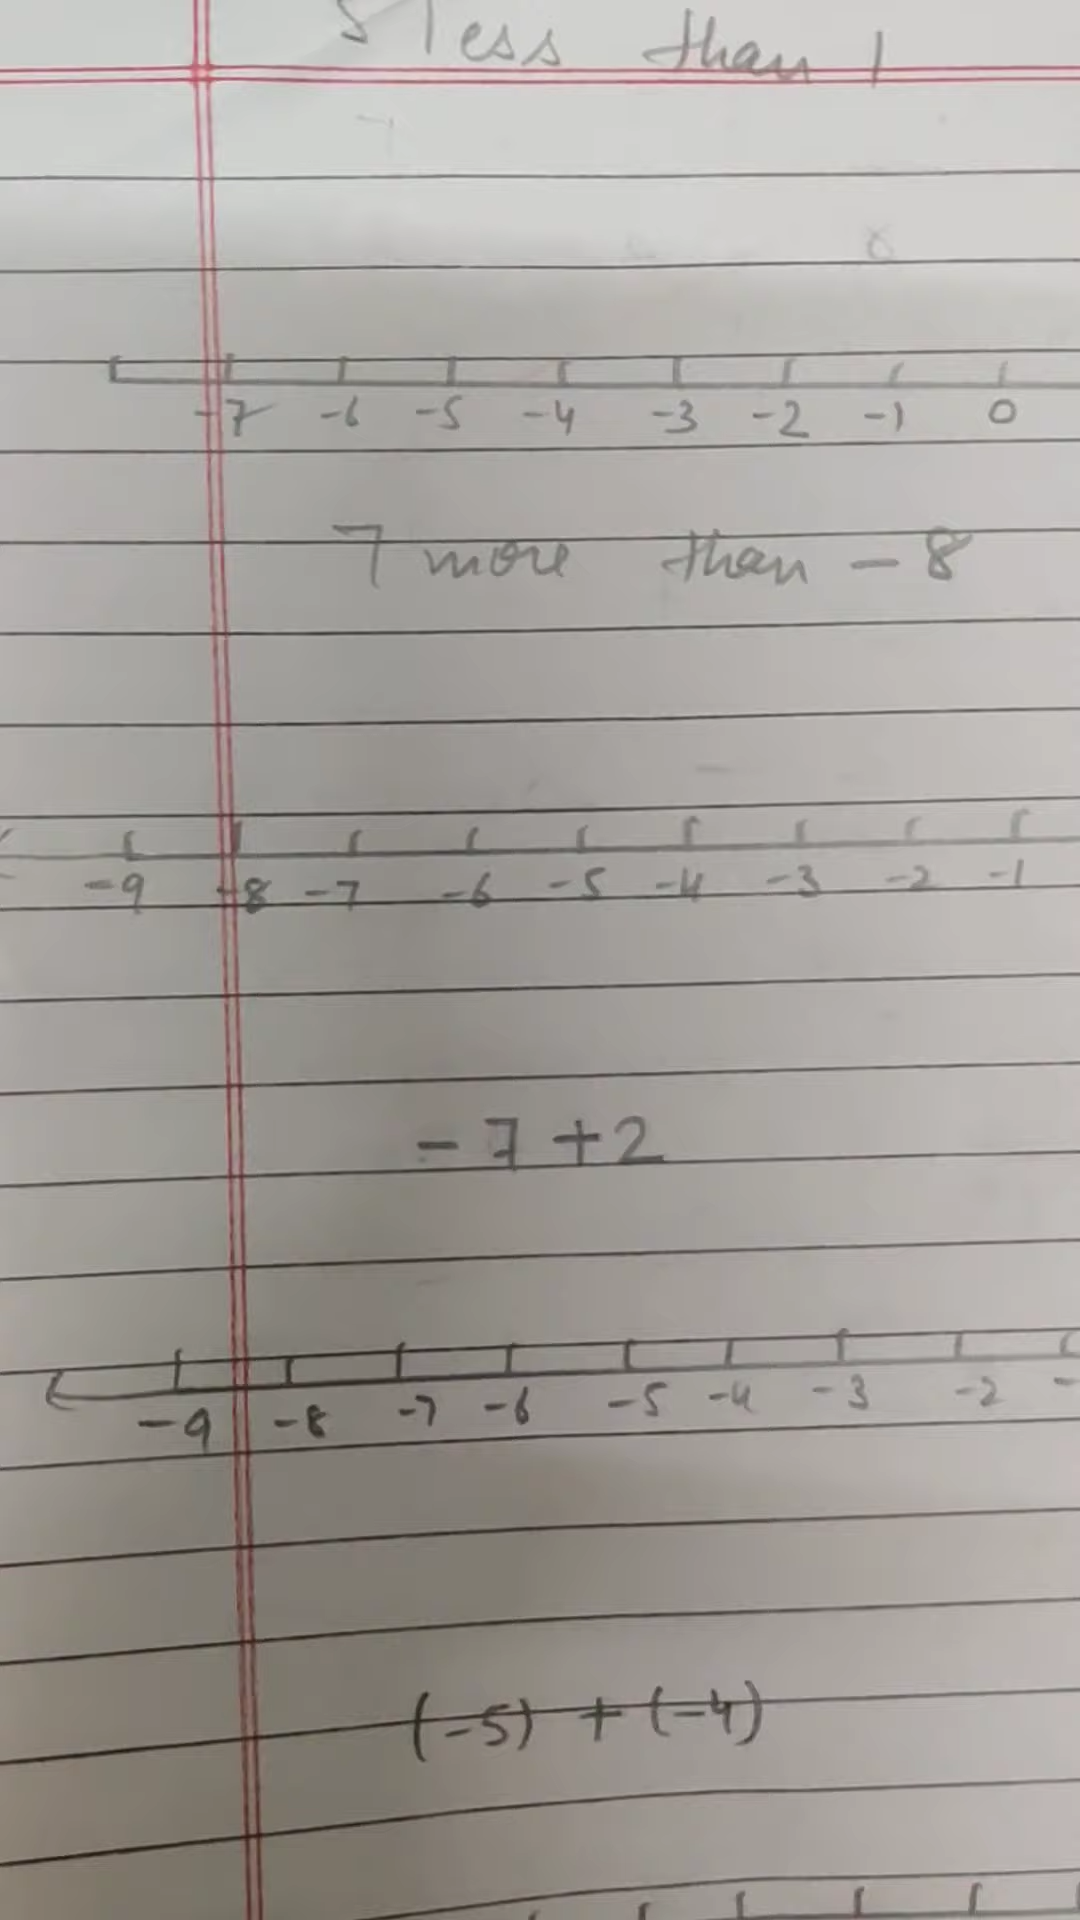 5 less than 1
-7 -6 -5 -4 -3 -2 -1 0
7 more than -8
-9 -8 -7 -6 -5 -4 -3 -2 -1
-7+2
-9 -8 -7 -6 -5 -4 -3 -2 -
(-5) + (-4)